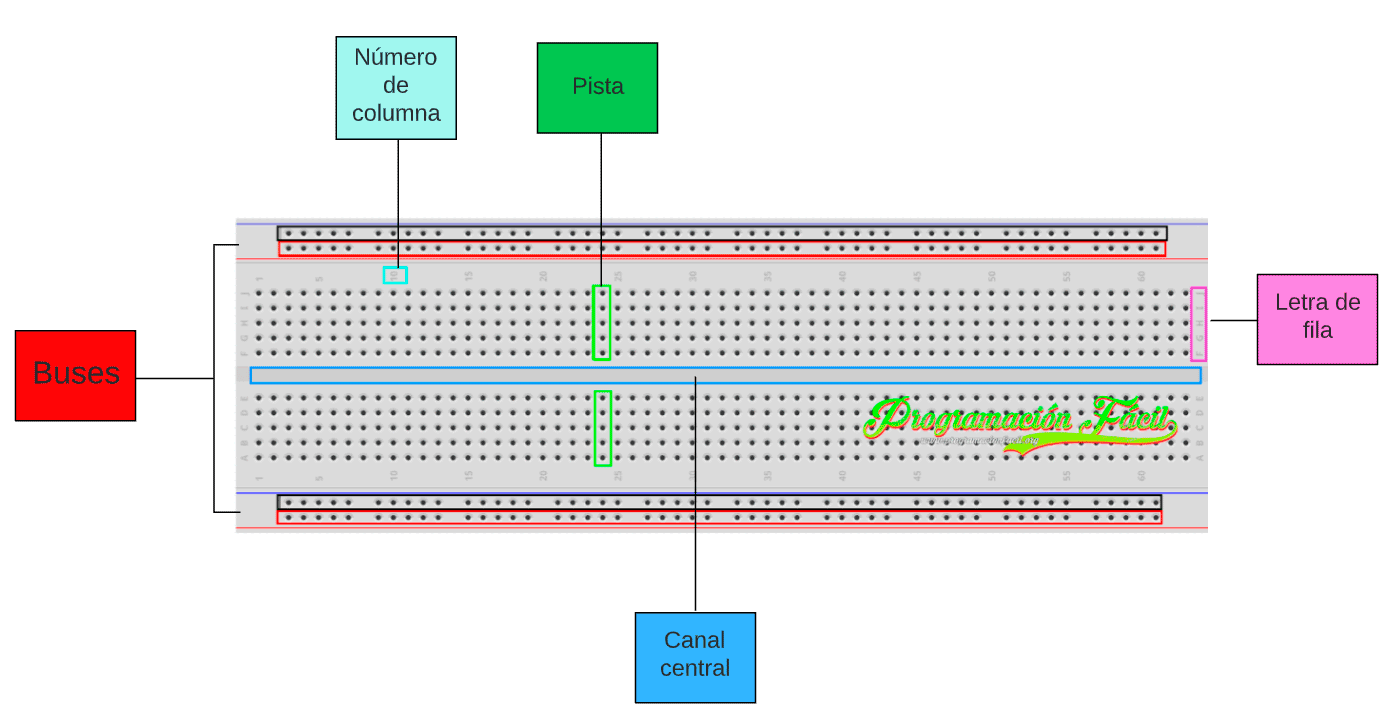 Número
de
columna
Pista
1 5 10 15 20 25 30 35 40 45 50 55 60
J J
I I
H H
G G
F F
Letra de
fila
Buses
E E
D D
C C
B B
A A
Programación Fácil
1 5 10 15 20 25 30 35 40 45 50 55 60
Canal
central